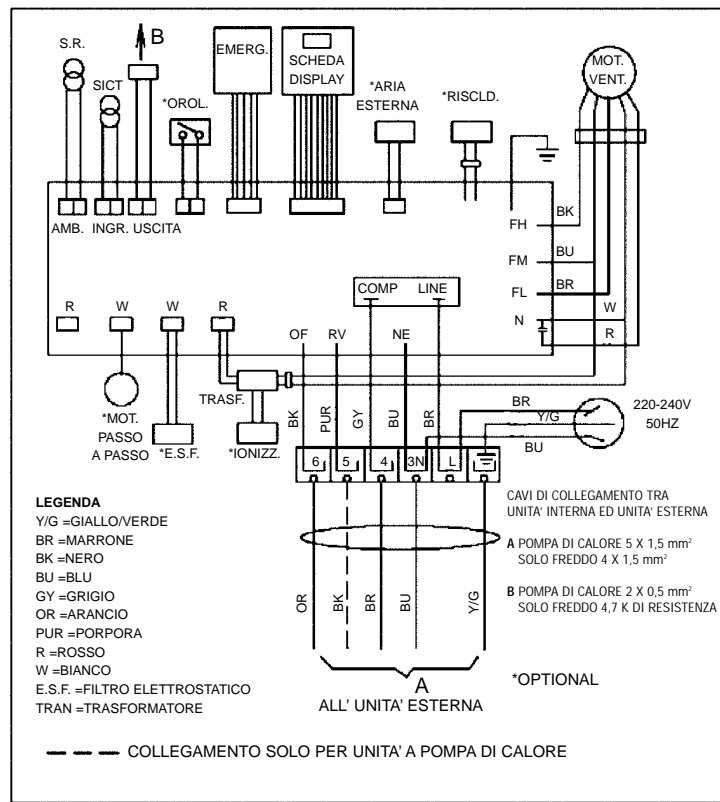 S.R.
B
SICT
*OROL.
EMERG.
SCHEDA
DISPLAY
*ARIA
ESTERNA
*RISCLD.
MOT.
VENT.
AMB. INGR. USCITA
FH
BK
FM
BU
FL
BR
N
W
R
R
W
W
R
COMP LINE
OF
RV
NE
TRASF.
*MOT.
PASSO
A PASSO
*E.S.F.
*IONIZZ.
BK
PUR
GY
BU
BR
BR
Y/G
BU
220-240V
50HZ
6
5
4
3N
L
LEGENDA
Y/G =GIALLO/VERDE
BR =MARRONE
BK =NERO
BU =BLU
GY =GRIGIO
OR =ARANCIO
PUR =PORPORA
R =ROSSO
W =BIANCO
E.S.F. =FILTRO ELETTROSTATICO
TRAN =TRASFORMATORE
CAVI DI COLLEGAMENTO TRA
UNITA' INTERNA ED UNITA' ESTERNA
A POMPA DI CALORE 5 X 1,5 mm²
SOLO FREDDO 4 X 1,5 mm²
B POMPA DI CALORE 2 X 0,5 mm²
SOLO FREDDO 4,7 K DI RESISTENZA
OR
BK
BR
BU
Y/G
A
ALL' UNITA' ESTERNA
*OPTIONAL
COLLEGAMENTO SOLO PER UNITA' A POMPA DI CALORE